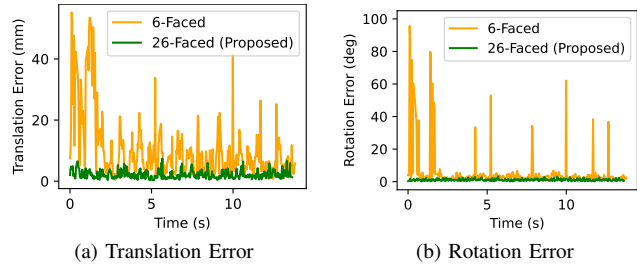 Translation Error (mm)
40
20
0
0
5
10
Time (s)
6-Faced
26-Faced (Proposed)
(a) Translation Error
Rotation Error (deg)
100
80
60
40
20
0
0
5
10
Time (s)
6-Faced
26-Faced (Proposed)
(b) Rotation Error